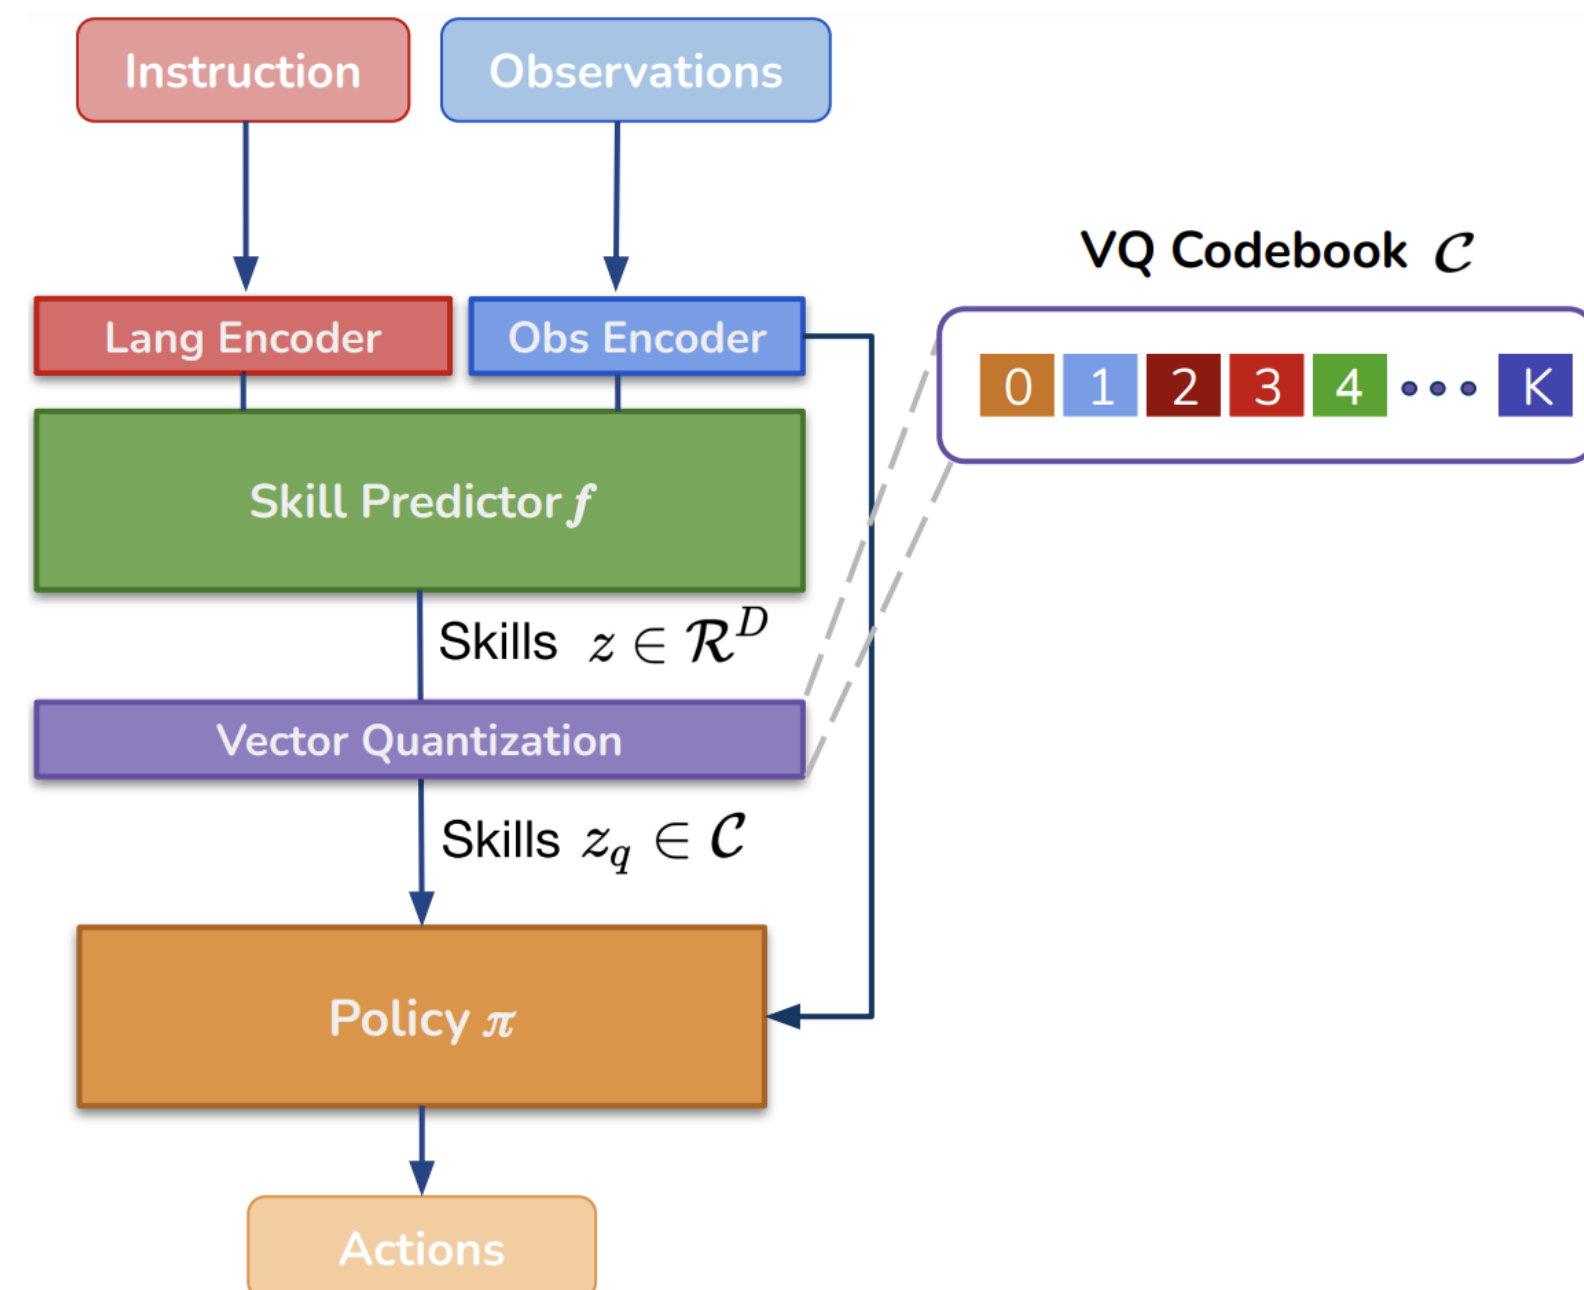 Instruction
Observations
VQ Codebook 𝒞
Lang Encoder
Obs Encoder
0 1 2 3 4 ••• K
Skill Predictor f
Skills z ∈ ℛ^D
Vector Quantization
Skills z_q ∈ 𝒞
Policy π
Actions